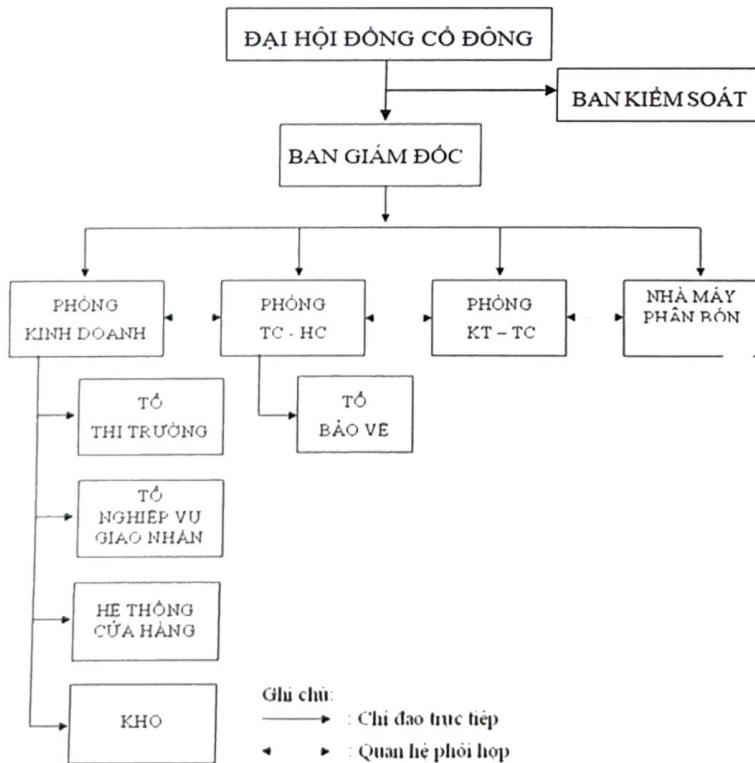 ĐẠI HỘI ĐỒNG CỔ ĐÔNG
BAN KIỂM SOÁT
BAN GIÁM ĐỐC
PHÒNG
KINH DOANH
PHÒNG
TC - HC
PHÒNG
KT – TC
NHÀ MÁY
PHÂN BÓN
TỔ
THỊ TRƯỜNG
TỔ
BẢO VỆ
TỔ
NGHIỆP VỤ
GIAO NHẬN
HỆ THỐNG
CỬA HÀNG
KHO
Ghi chú:
: Chỉ đạo trực tiếp
: Quan hệ phối hợp